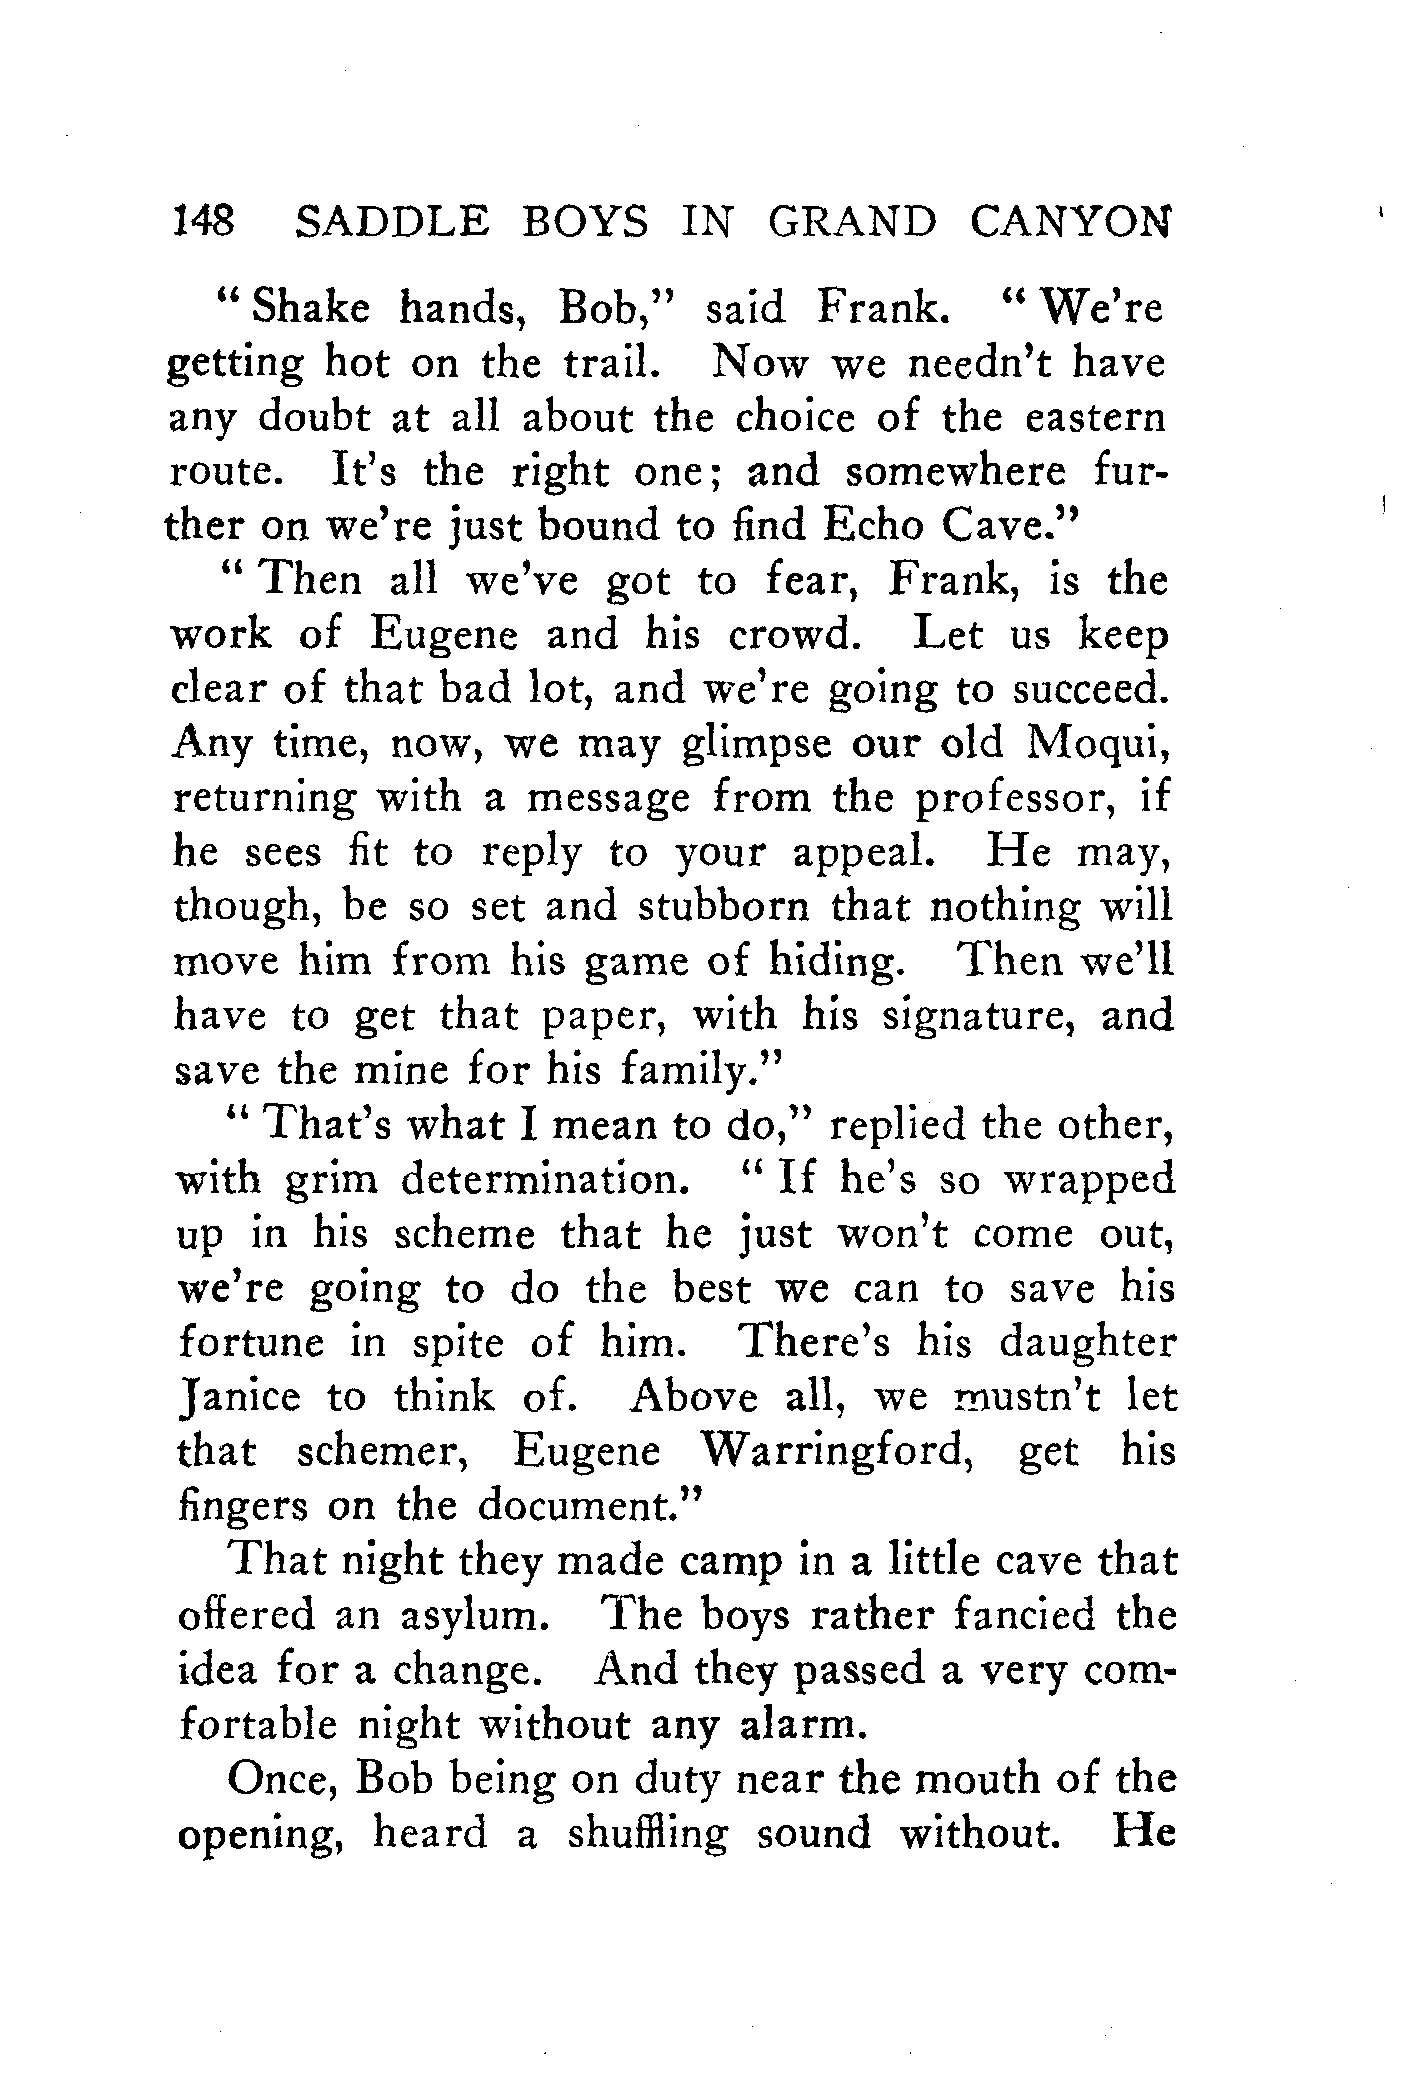 148 SADDLE BOYS IN GRAND CANYON
“ Shake hands, Bob,” said Frank. “ We’re
getting hot on the trail. Now we needn’t have
any doubt at all about the choice of the eastern
route. It’s the right one; and somewhere fur-
ther on we’re just bound to find Echo Cave.”
“ Then all we’ve got to fear, Frank, is the
work of Eugene and his crowd. Let us keep
clear of that bad lot, and we’re going to succeed.
Any time, now, we may glimpse our old Moqui,
returning with a message from the professor, if
he sees fit to reply to your appeal. He may,
though, be so set and stubborn that nothing will
move him from his game of hiding. Then we’ll
have to get that paper, with his signature, and
save the mine for his family.”
“ That’s what I mean to do,” replied the other,
with grim determination. “ If he’s so wrapped
up in his scheme that he just won’t come out,
we’re going to do the best we can to save his
fortune in spite of him. There’s his daughter
Janice to think of. Above all, we mustn’t let
that schemer, Eugene Warringford, get his
fingers on the document.”
That night they made camp in a little cave that
offered an asylum. The boys rather fancied the
idea for a change. And they passed a very com-
fortable night without any alarm.
Once, Bob being on duty near the mouth of the
opening, heard a shuffling sound without. He